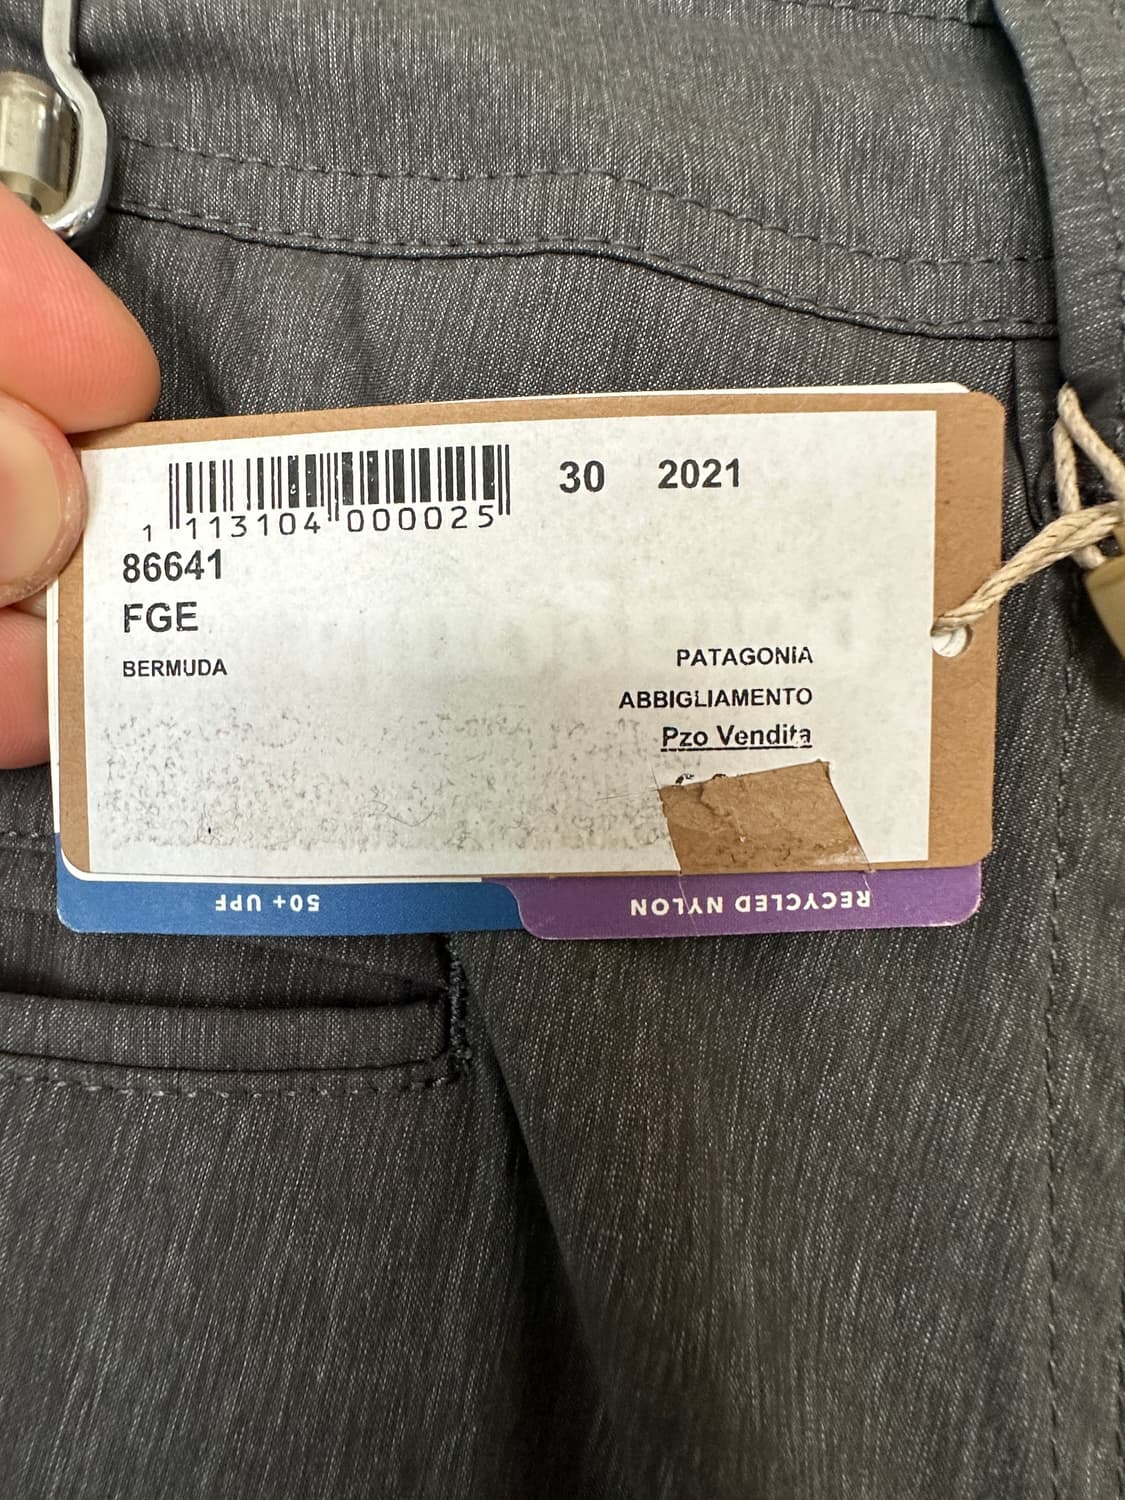 30 2021
1 113104 000025
86641
FGE
BERMUDA
PATAGONIA
ABBIGLIAMENTO
Pzo Vendita
50+ UPF
RECYCLED NYLON